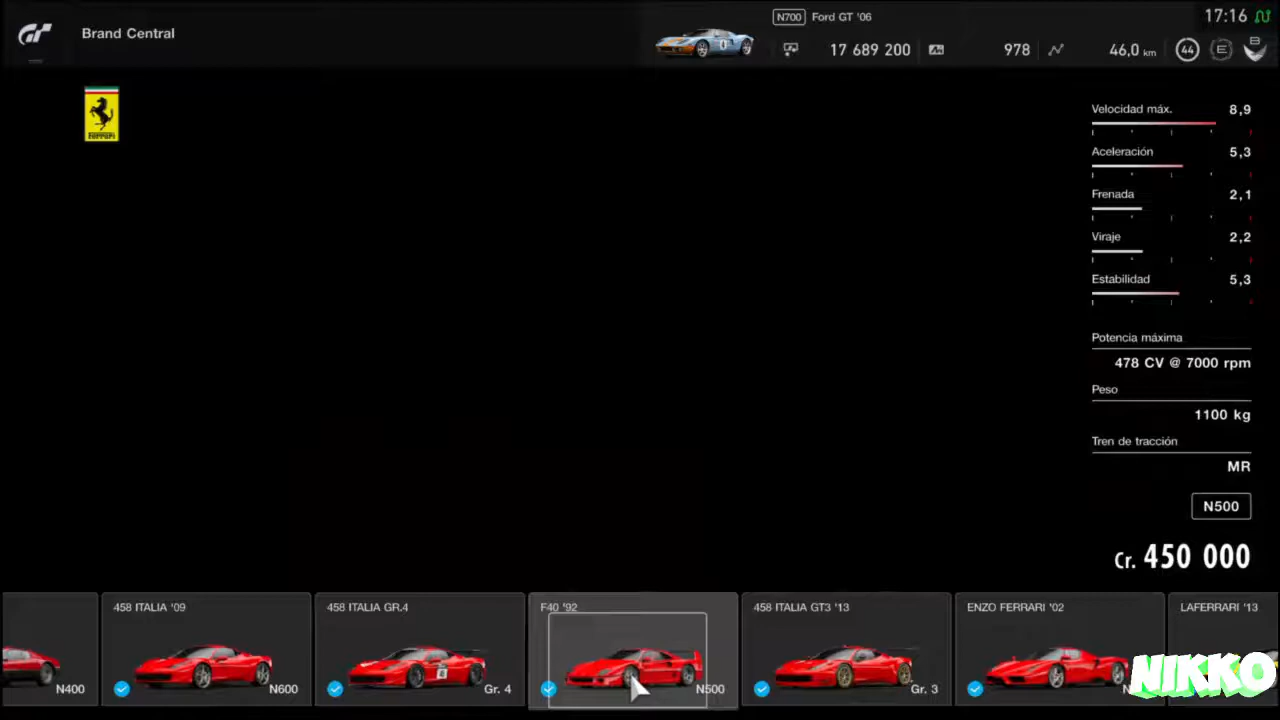 Brand Central
N700 Ford GT '06
17:16
17 689 200
978
46,0 km
44
E
B
Ferrari
Velocidad máx. 8,9
Aceleración 5,3
Frenada 2,1
Viraje 2,2
Estabilidad 5,3
Potencia máxima
478 CV @ 7000 rpm
Peso
1100 kg
Tren de tracción
MR
N500
Cr. 450 000
N400
458 ITALIA '09
N600
458 ITALIA GR.4
Gr. 4
F40 '92
N500
458 ITALIA GT3 '13
Gr. 3
ENZO FERRARI '02
LAFERRARI '13
NIKKO